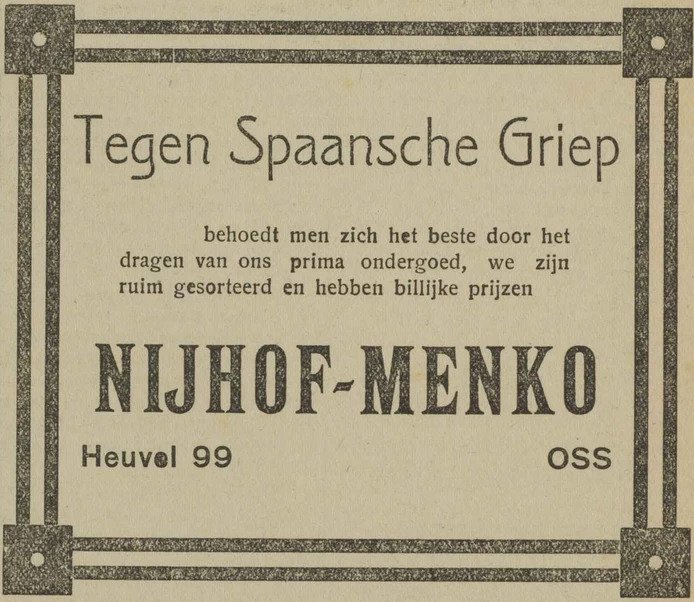 Tegen Spaansche Griep
behoedt men zich het beste door het
dragen van ons prima ondergoed, we zijn
ruim gesorteerd en hebben billijke prijzen
NIJHOF-MENKO
Heuvel 99 OSS